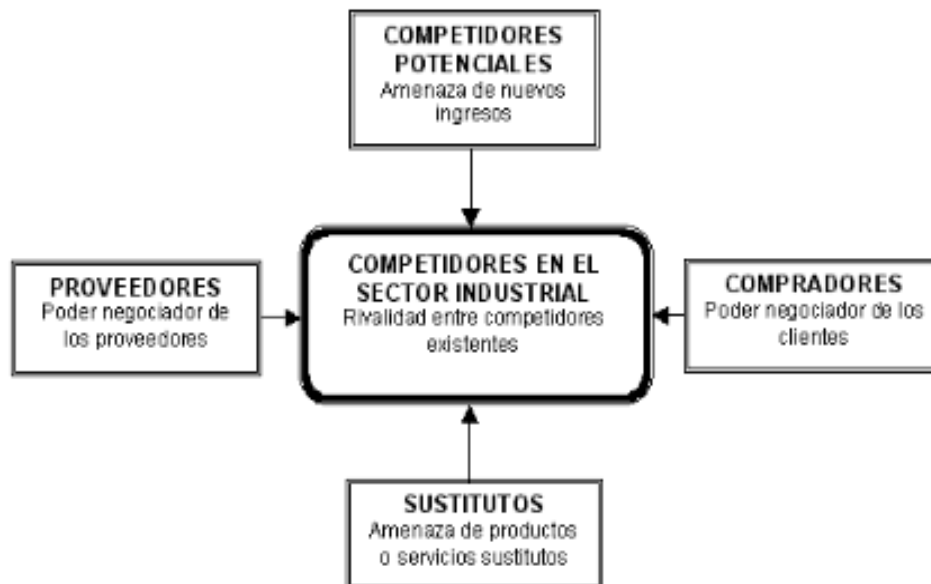 COMPETIDORES
POTENCIALES
Amenaza de nuevos
ingresos
COMPETIDORES EN EL
SECTOR INDUSTRIAL
Rivalidad entre competidores
existentes
PROVEEDORES
Poder negociador de
los proveedores
COMPRADORES
Poder negociador de los
clientes
SUSTITUTOS
Amenaza de productos
o servicios sustitutos